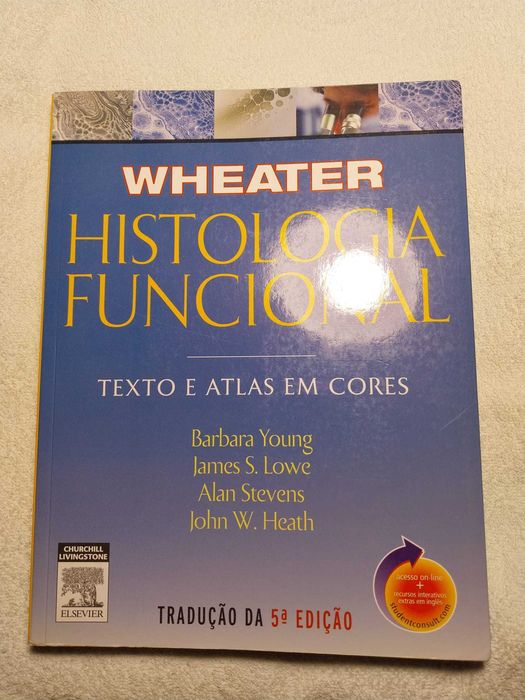 WHEATER
HISTOLOGIA
FUNCIONAL
TEXTO E ATLAS EM CORES
Barbara Young
James S. Lowe
Alan Stevens
John W. Heath
CHURCHILL
LIVINGSTONE
ELSEVIER
TRADUÇÃO DA 5ª EDIÇÃO
acesso on-line
+
recursos interativos
extras em inglês
studentconsult.com